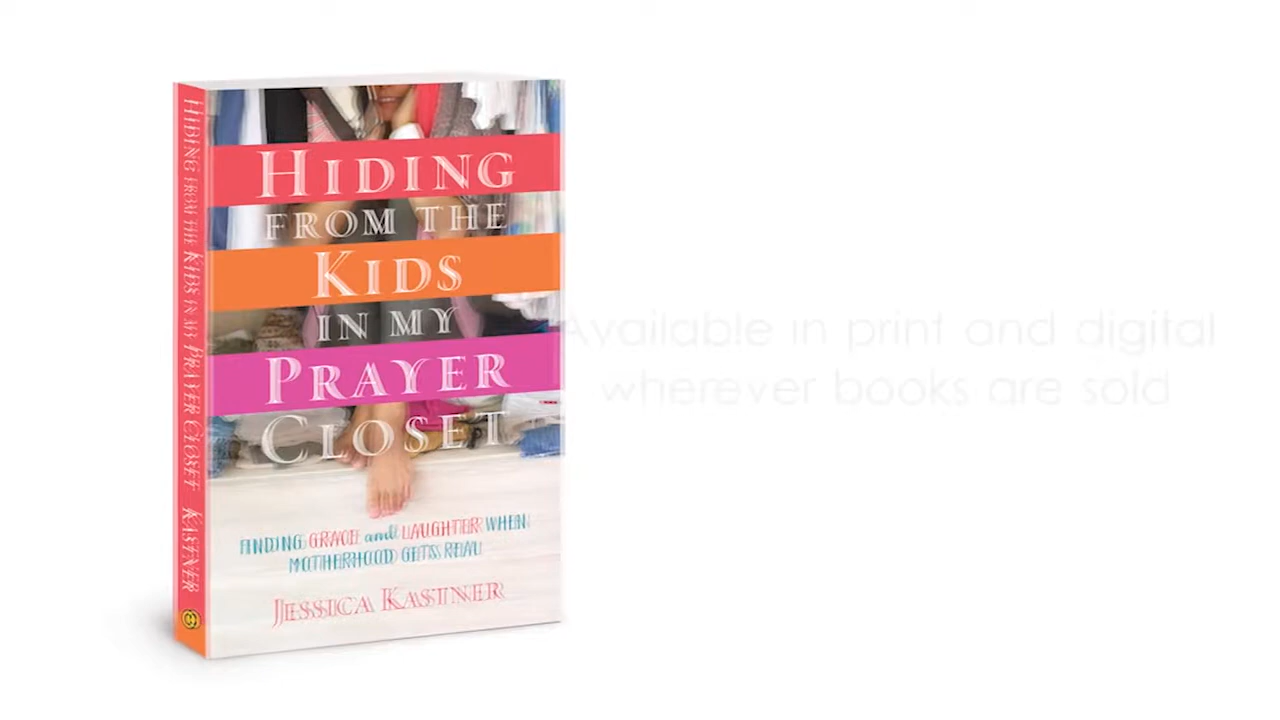 HIDING
FROM THE
KIDS
IN MY
PRAYER
CLOSET
FINDING GRACE and LAUGHTER WHEN
MOTHERHOOD GETS REAL
JESSICA KASTNER
HIDING FROM THE KIDS IN MY PRAYER CLOSET KASTNER
Available in print and digital
wherever books are sold